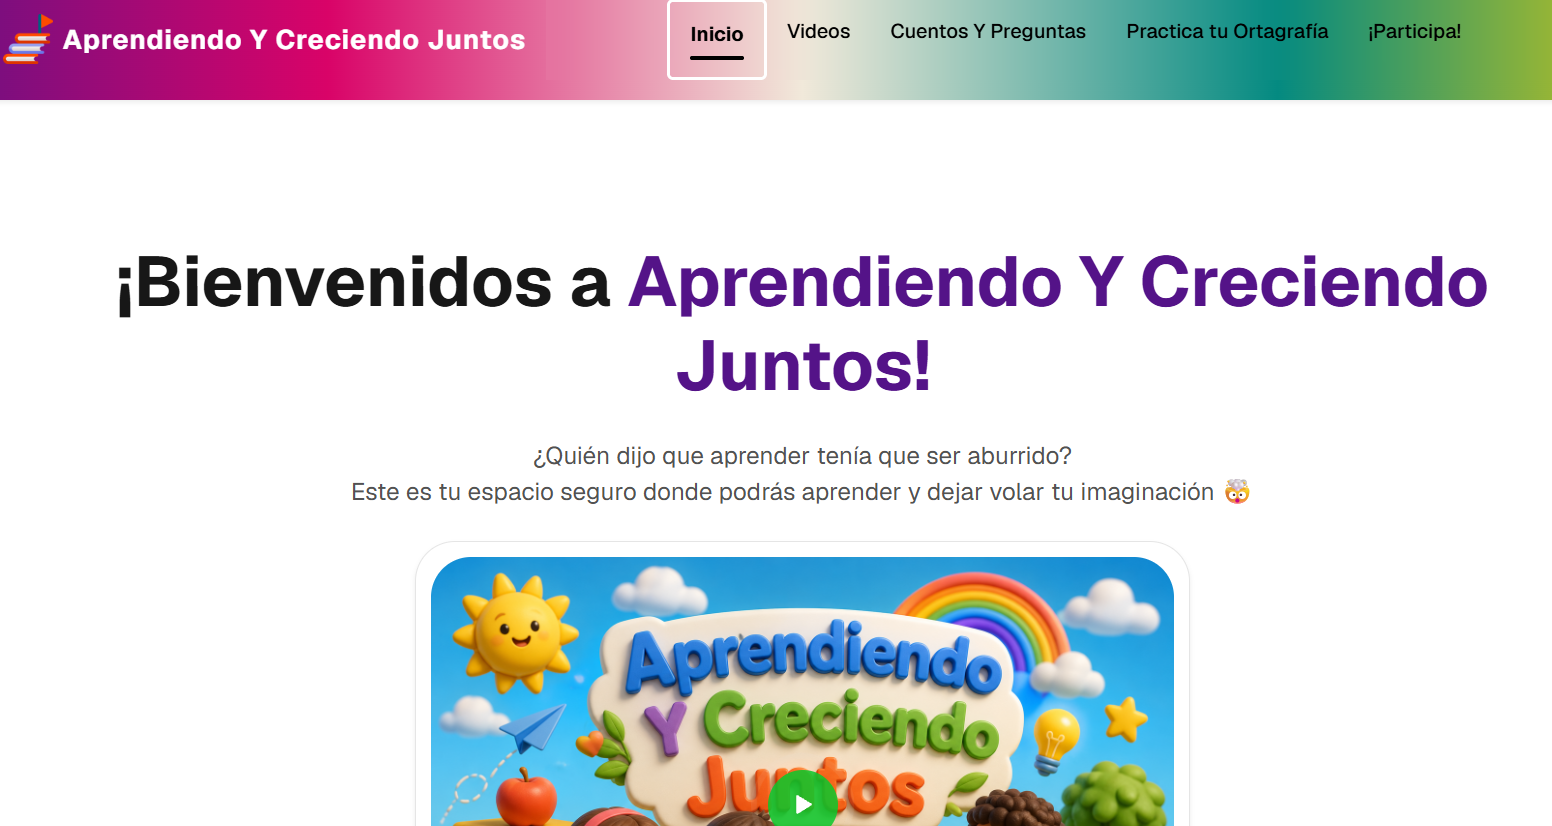 Aprendiendo Y Creciendo Juntos
Inicio
Videos
Cuentos Y Preguntas
Practica tu Ortagrafía
¡Participa!
¡Bienvenidos a Aprendiendo Y Creciendo
Juntos!
¿Quién dijo que aprender tenía que ser aburrido?
Este es tu espacio seguro donde podrás aprender y dejar volar tu imaginación 🤯
Aprendiendo
Y Creciendo
Juntos